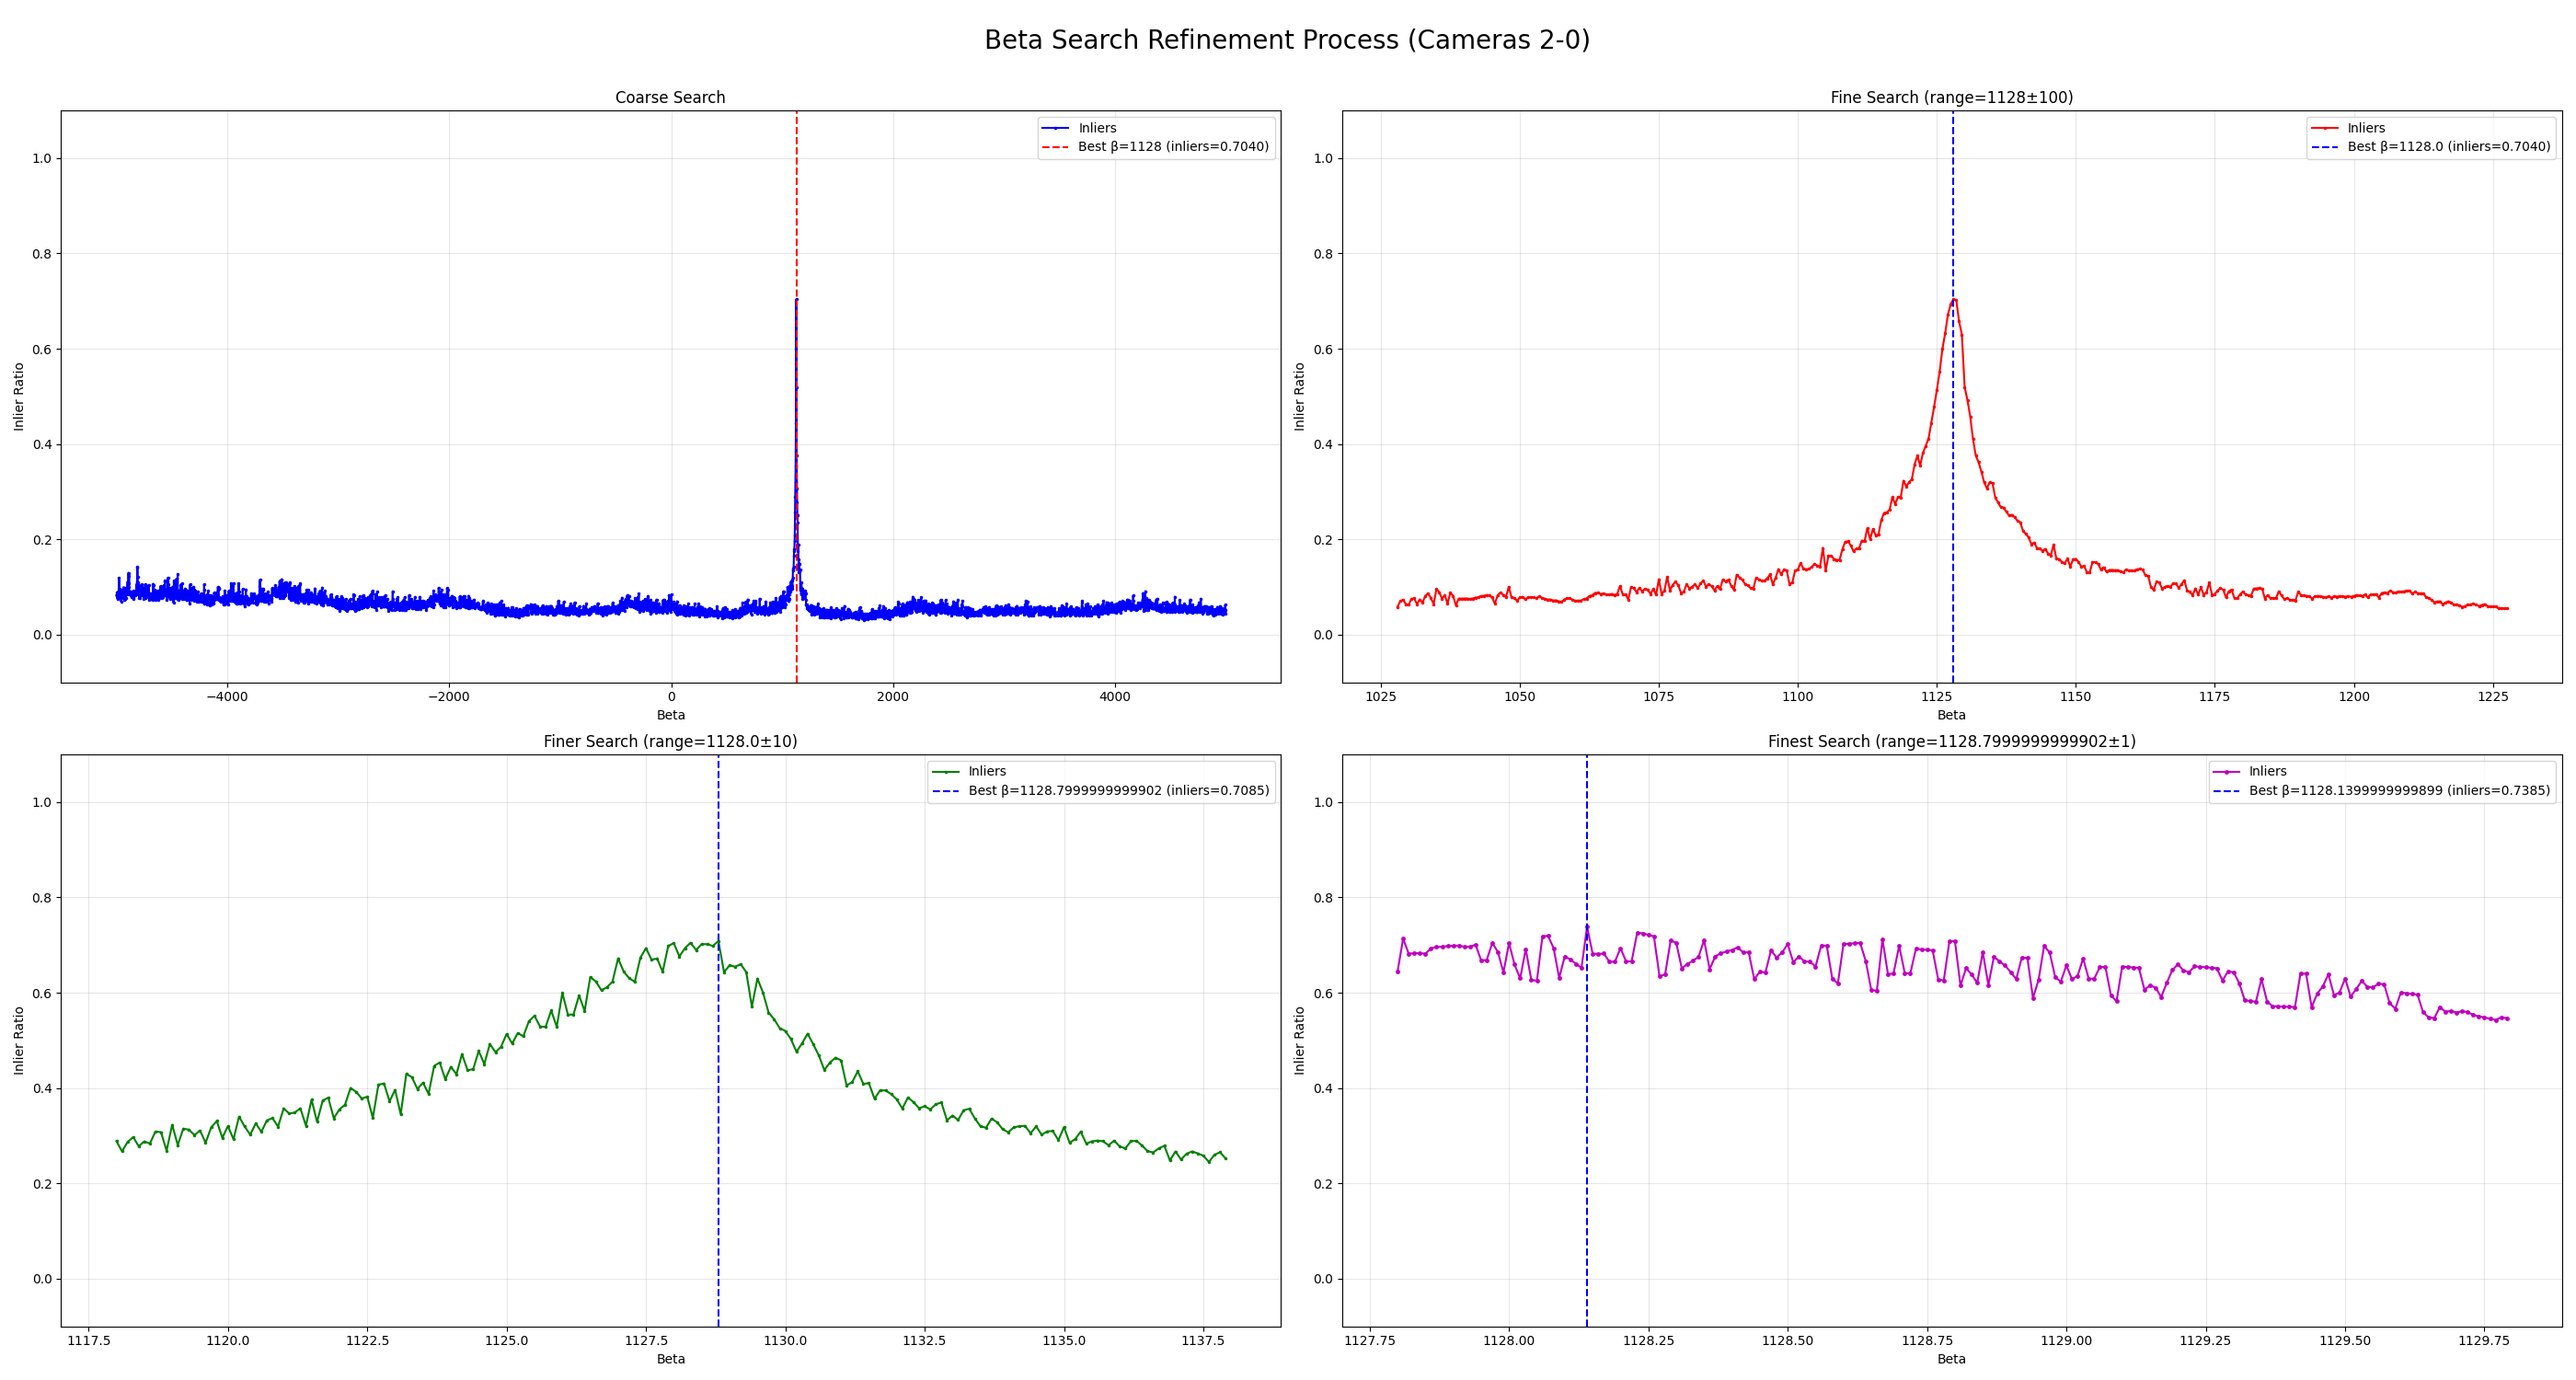 Beta Search Refinement Process (Cameras 2-0)
Coarse Search
Inliers
Best β=1128 (inliers=0.7040)
1.0
0.8
0.6
0.4
0.2
0.0
Inlier Ratio
−4000 −2000 0 2000 4000
Beta
Fine Search (range=1128±100)
Inliers
Best β=1128.0 (inliers=0.7040)
1.0
0.8
0.6
0.4
0.2
0.0
Inlier Ratio
1025 1050 1075 1100 1125 1150 1175 1200 1225
Beta
Finer Search (range=1128.0±10)
Inliers
Best β=1128.7999999999902 (inliers=0.7085)
1.0
0.8
0.6
0.4
0.2
0.0
Inlier Ratio
1117.5 1120.0 1122.5 1125.0 1127.5 1130.0 1132.5 1135.0 1137.5
Beta
Finest Search (range=1128.7999999999902±1)
Inliers
Best β=1128.1399999999899 (inliers=0.7385)
1.0
0.8
0.6
0.4
0.2
0.0
Inlier Ratio
1127.75 1128.00 1128.25 1128.50 1128.75 1129.00 1129.25 1129.50 1129.75
Beta